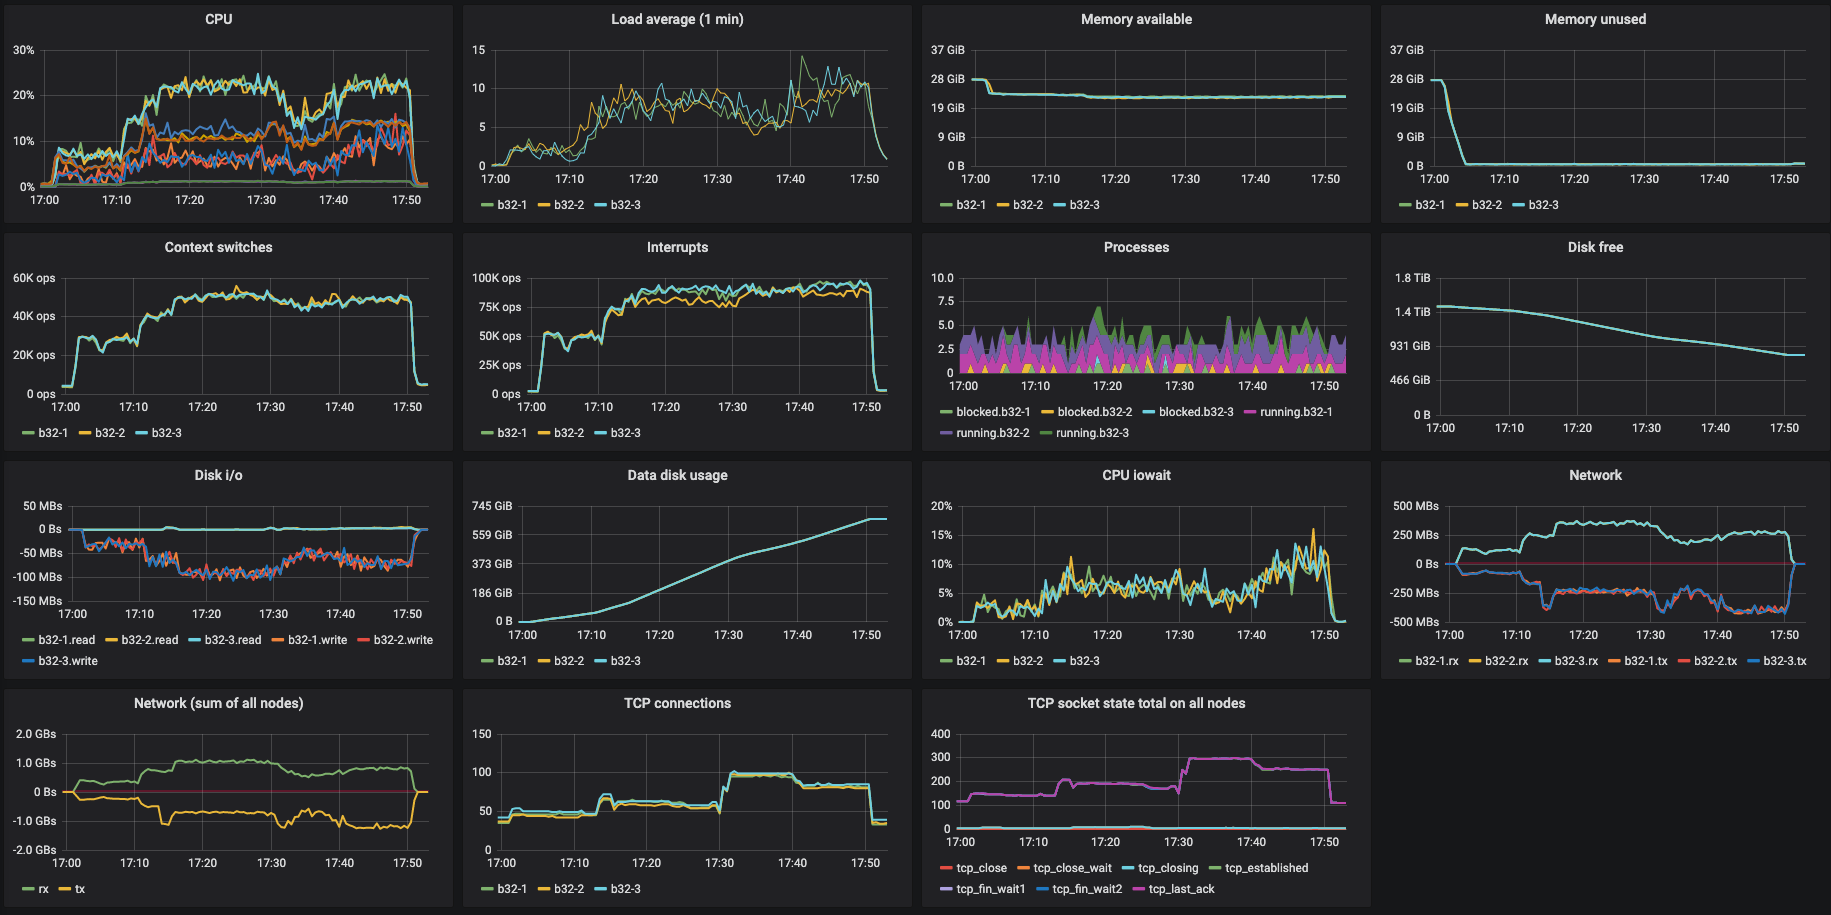 CPU
30%
20%
10%
0%
17:00 17:10 17:20 17:30 17:40 17:50
Load average (1 min)
15
10
5
0
17:00 17:10 17:20 17:30 17:40 17:50
b32-1 b32-2 b32-3
Memory available
37 GiB
28 GiB
19 GiB
9 GiB
0 B
17:00 17:10 17:20 17:30 17:40 17:50
b32-1 b32-2 b32-3
Memory unused
37 GiB
28 GiB
19 GiB
9 GiB
0 B
17:00 17:10 17:20 17:30 17:40 17:50
b32-1 b32-2 b32-3
Context switches
60K ops
40K ops
20K ops
0 ops
17:00 17:10 17:20 17:30 17:40 17:50
b32-1 b32-2 b32-3
Interrupts
100K ops
75K ops
50K ops
25K ops
0 ops
17:00 17:10 17:20 17:30 17:40 17:50
b32-1 b32-2 b32-3
Processes
10.0
7.5
5.0
2.5
0
17:00 17:10 17:20 17:30 17:40 17:50
blocked.b32-1 blocked.b32-2 blocked.b32-3 running.b32-1
running.b32-2 running.b32-3
Disk free
1.8 TiB
1.4 TiB
931 GiB
466 GiB
0 B
17:00 17:10 17:20 17:30 17:40 17:50
Disk i/o
50 MBs
0 Bs
-50 MBs
-100 MBs
-150 MBs
17:00 17:10 17:20 17:30 17:40 17:50
b32-1.read b32-2.read b32-3.read b32-1.write b32-2.write
b32-3.write
Data disk usage
745 GiB
559 GiB
373 GiB
186 GiB
0 B
17:00 17:10 17:20 17:30 17:40 17:50
b32-1 b32-2 b32-3
CPU iowait
20%
15%
10%
5%
0%
17:00 17:10 17:20 17:30 17:40 17:50
b32-1 b32-2 b32-3
Network
500 MBs
250 MBs
0 Bs
-250 MBs
-500 MBs
17:00 17:10 17:20 17:30 17:40 17:50
b32-1.rx b32-2.rx b32-3.rx b32-1.tx b32-2.tx b32-3.tx
Network (sum of all nodes)
2.0 GBs
1.0 GBs
0 Bs
-1.0 GBs
-2.0 GBs
17:00 17:10 17:20 17:30 17:40 17:50
rx tx
TCP connections
150
100
50
0
17:00 17:10 17:20 17:30 17:40 17:50
b32-1 b32-2 b32-3
TCP socket state total on all nodes
400
300
200
100
0
17:00 17:10 17:20 17:30 17:40 17:50
tcp_close tcp_close_wait tcp_closing tcp_established
tcp_fin_wait1 tcp_fin_wait2 tcp_last_ack